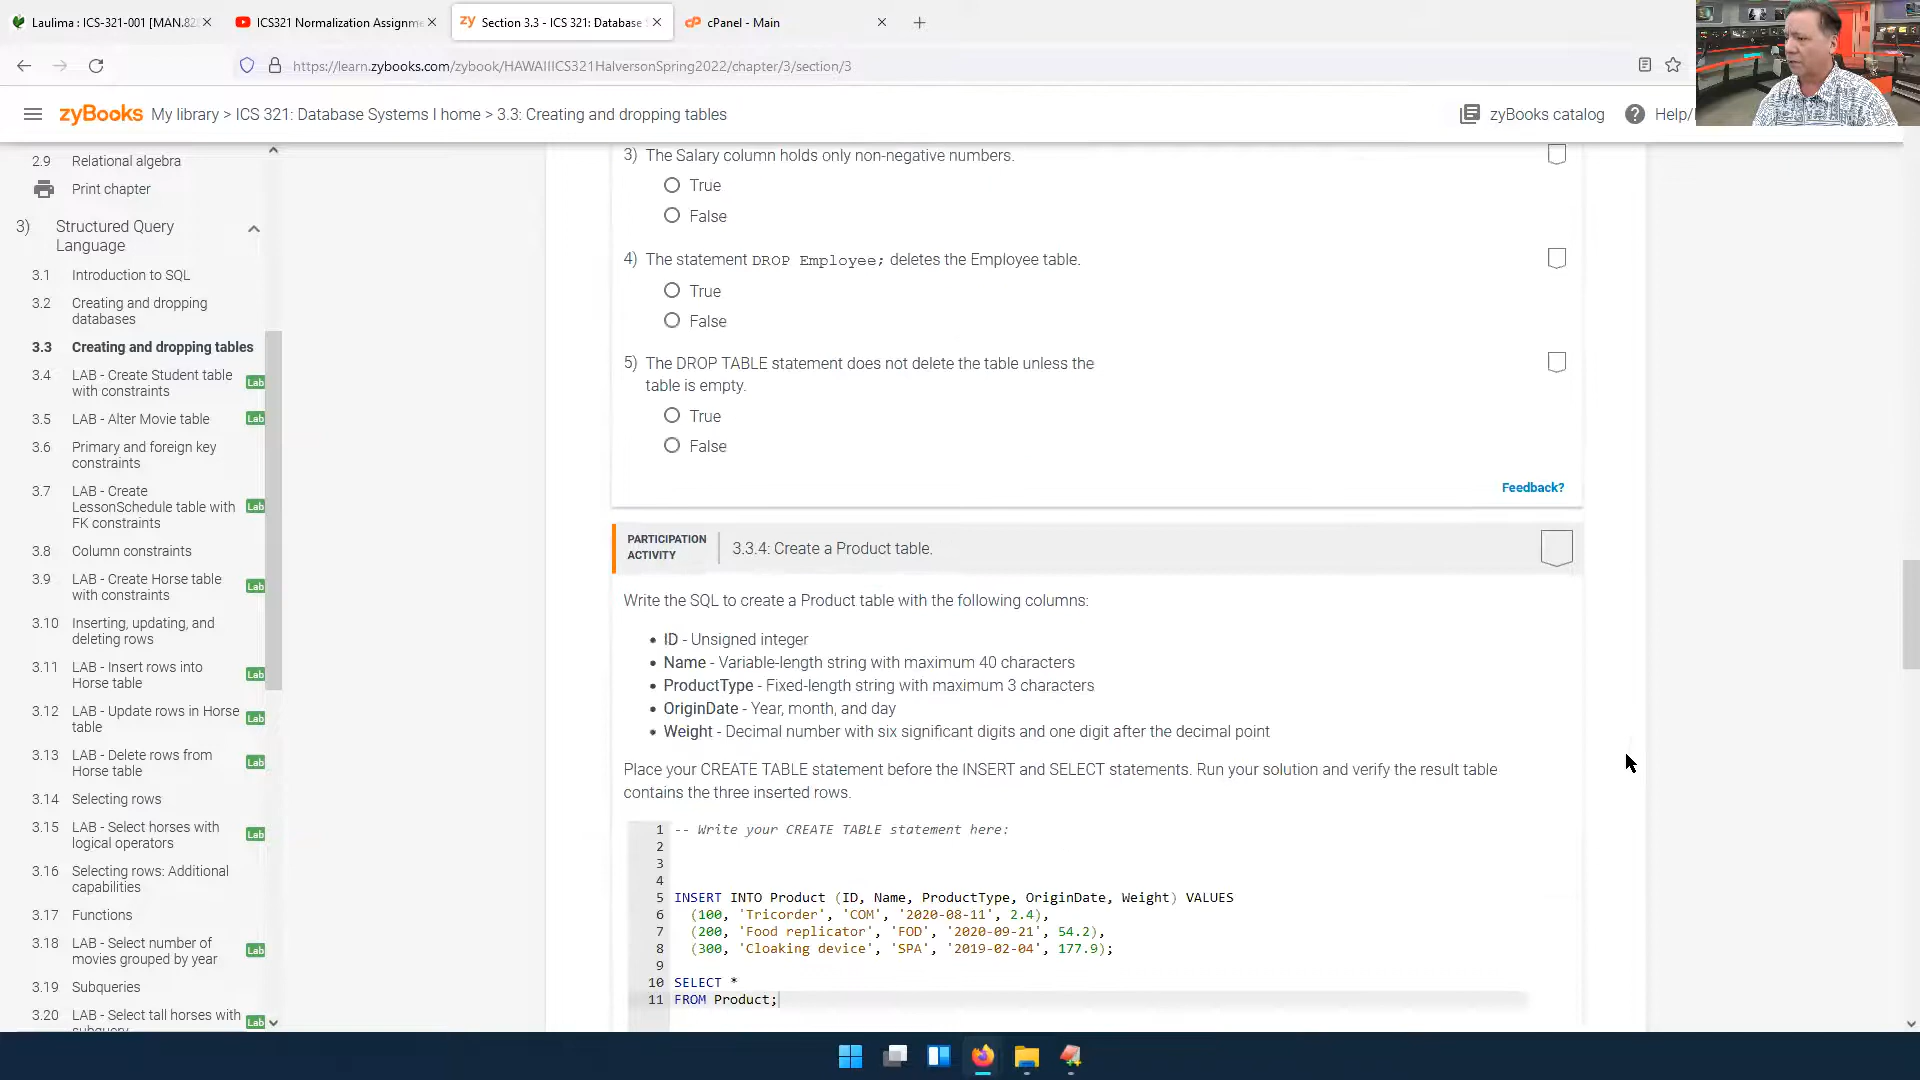 Laulima : ICS-321-001 [MAN.82
ICS321 Normalization Assignme
zy Section 3.3 - ICS 321: Database
cP cPanel - Main
https://learn.zybooks.com/zybook/HAWAIIICS321HalversonSpring2022/chapter/3/section/3
zyBooks My library > ICS 321: Database Systems I home > 3.3: Creating and dropping tables
zyBooks catalog
? Help/
2.9 Relational algebra
Print chapter
3) Structured Query
Language
3.1 Introduction to SQL
3.2 Creating and dropping
databases
3.3 Creating and dropping tables
3.4 LAB - Create Student table
with constraints
Lab
3.5 LAB - Alter Movie table
Lab
3.6 Primary and foreign key
constraints
3.7 LAB - Create
LessonSchedule table with
FK constraints
Lab
3.8 Column constraints
3.9 LAB - Create Horse table
with constraints
Lab
3.10 Inserting, updating, and
deleting rows
3.11 LAB - Insert rows into
Horse table
Lab
3.12 LAB - Update rows in Horse
table
Lab
3.13 LAB - Delete rows from
Horse table
Lab
3.14 Selecting rows
3.15 LAB - Select horses with
logical operators
Lab
3.16 Selecting rows: Additional
capabilities
3.17 Functions
3.18 LAB - Select number of
movies grouped by year
Lab
3.19 Subqueries
3.20 LAB - Select tall horses with
subquery
Lab
3) The Salary column holds only non-negative numbers.
True
False
4) The statement DROP Employee; deletes the Employee table.
True
False
5) The DROP TABLE statement does not delete the table unless the
table is empty.
True
False
Feedback?
PARTICIPATION
ACTIVITY
3.3.4: Create a Product table.
Write the SQL to create a Product table with the following columns:
• ID - Unsigned integer
• Name - Variable-length string with maximum 40 characters
• ProductType - Fixed-length string with maximum 3 characters
• OriginDate - Year, month, and day
• Weight - Decimal number with six significant digits and one digit after the decimal point
Place your CREATE TABLE statement before the INSERT and SELECT statements. Run your solution and verify the result table
contains the three inserted rows.
1 -- Write your CREATE TABLE statement here:
2
3
4
5 INSERT INTO Product (ID, Name, ProductType, OriginDate, Weight) VALUES
6 (100, 'Tricorder', 'COM', '2020-08-11', 2.4),
7 (200, 'Food replicator', 'FOD', '2020-09-21', 54.2),
8 (300, 'Cloaking device', 'SPA', '2019-02-04', 177.9);
9
10 SELECT *
11 FROM Product;